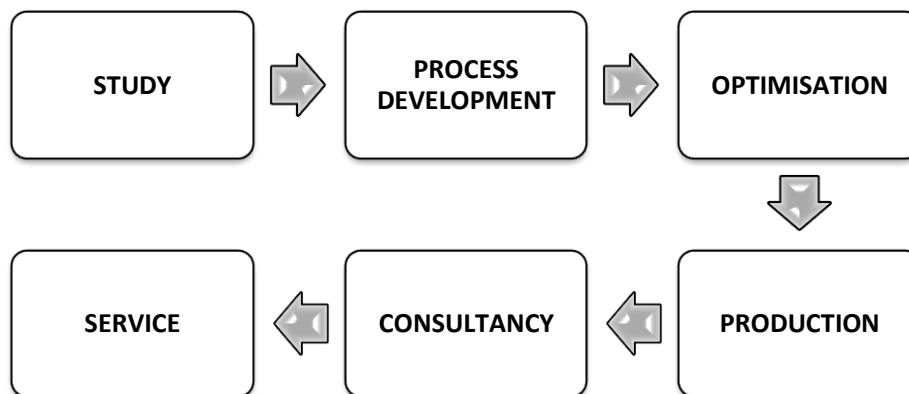 STUDY
PROCESS
DEVELOPMENT
OPTIMISATION
PRODUCTION
CONSULTANCY
SERVICE